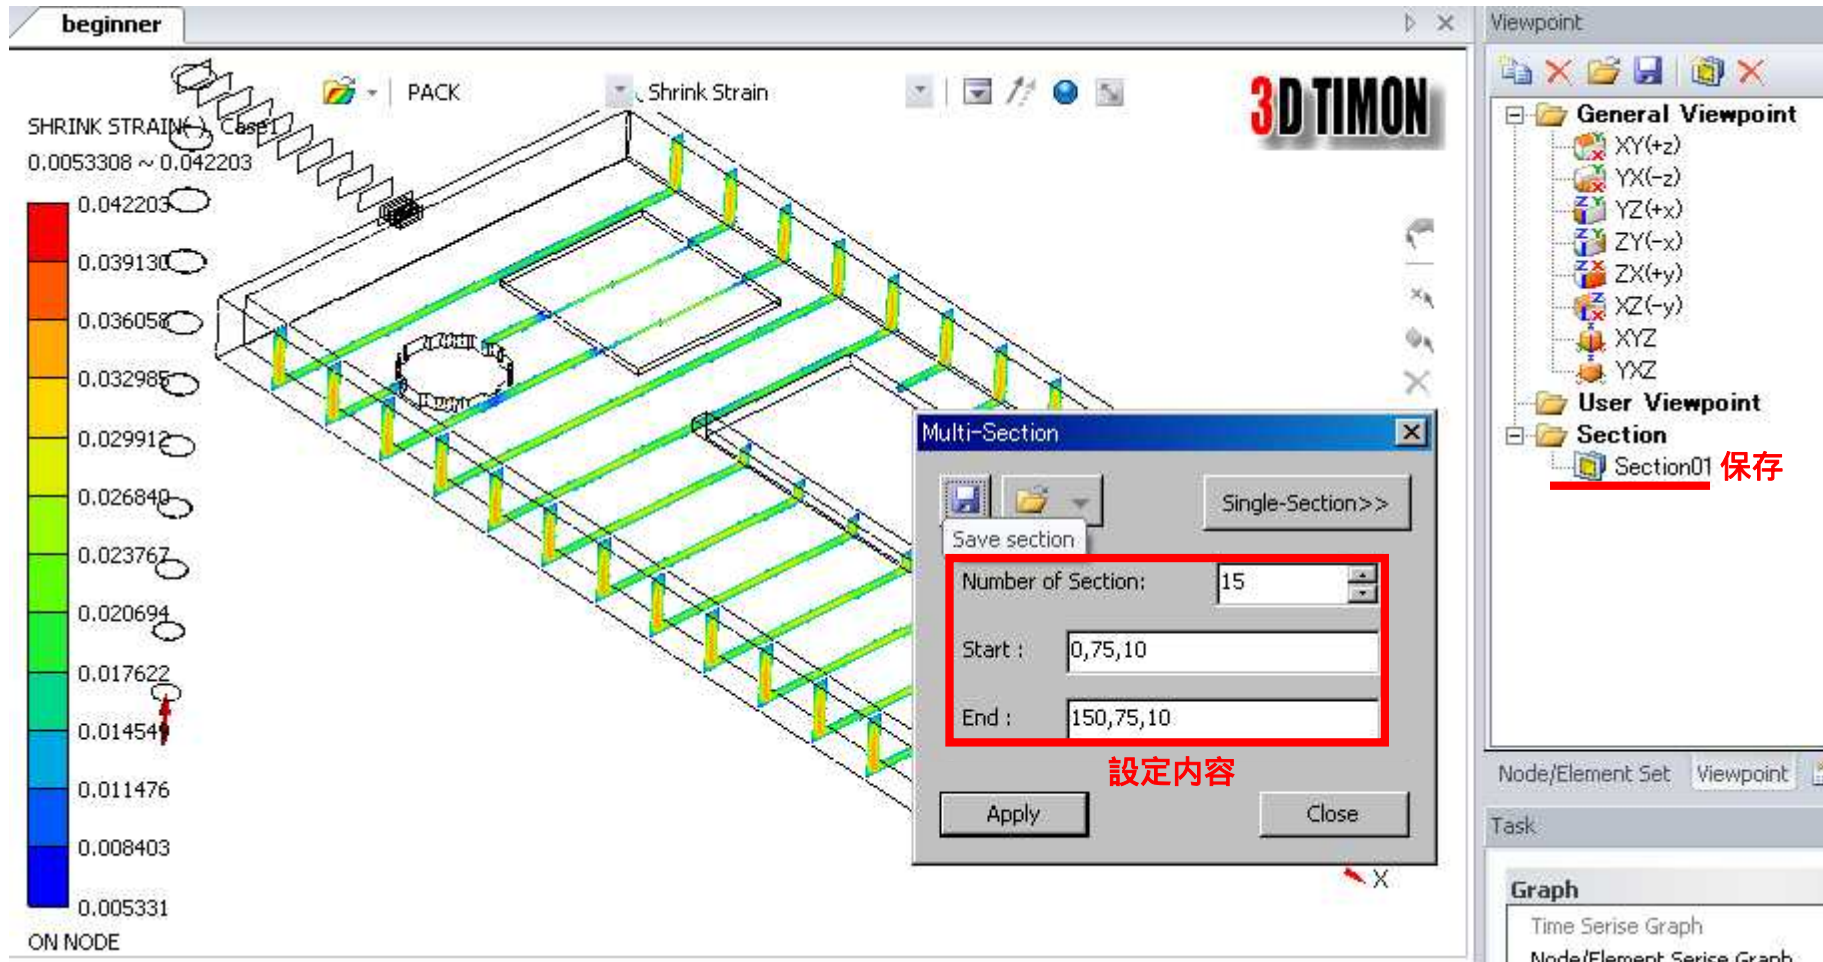 beginner
PACK
Shrink Strain
3D TIMON
SHRINK STRAIN( ), Case1
0.0053308 ~ 0.042203
0.042203
0.039130
0.036058
0.032985
0.029912
0.026840
0.023767
0.020694
0.017622
0.014549
0.011476
0.008403
0.005331
ON NODE
X
Multi-Section
Single-Section>>
Save section
Number of Section:
15
Start :
0,75,10
End :
150,75,10
設定内容
Apply
Close
Viewpoint
General Viewpoint
XY(+z)
YX(-z)
YZ(+x)
ZY(-x)
ZX(+y)
XZ(-y)
XYZ
YXZ
User Viewpoint
Section
Section01 保存
Node/Element Set
Viewpoint
Task
Graph
Time Serise Graph
Node/Element Serise Graph